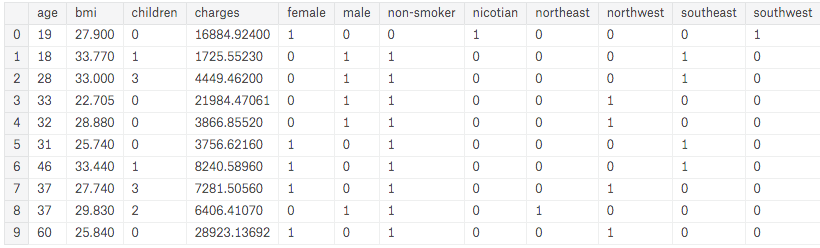 age bmi children charges female male non-smoker nicotian northeast northwest southeast southwest
0 19 27.900 0 16884.92400 1 0 0 1 0 0 0 1
1 18 33.770 1 1725.55230 0 1 1 0 0 0 1 0
2 28 33.000 3 4449.46200 0 1 1 0 0 0 1 0
3 33 22.705 0 21984.47061 0 1 1 0 0 1 0 0
4 32 28.880 0 3866.85520 0 1 1 0 0 1 0 0
5 31 25.740 0 3756.62160 1 0 1 0 0 0 1 0
6 46 33.440 1 8240.58960 1 0 1 0 0 0 1 0
7 37 27.740 3 7281.50560 1 0 1 0 0 1 0 0
8 37 29.830 2 6406.41070 0 1 1 0 1 0 0 0
9 60 25.840 0 28923.13692 1 0 1 0 0 1 0 0